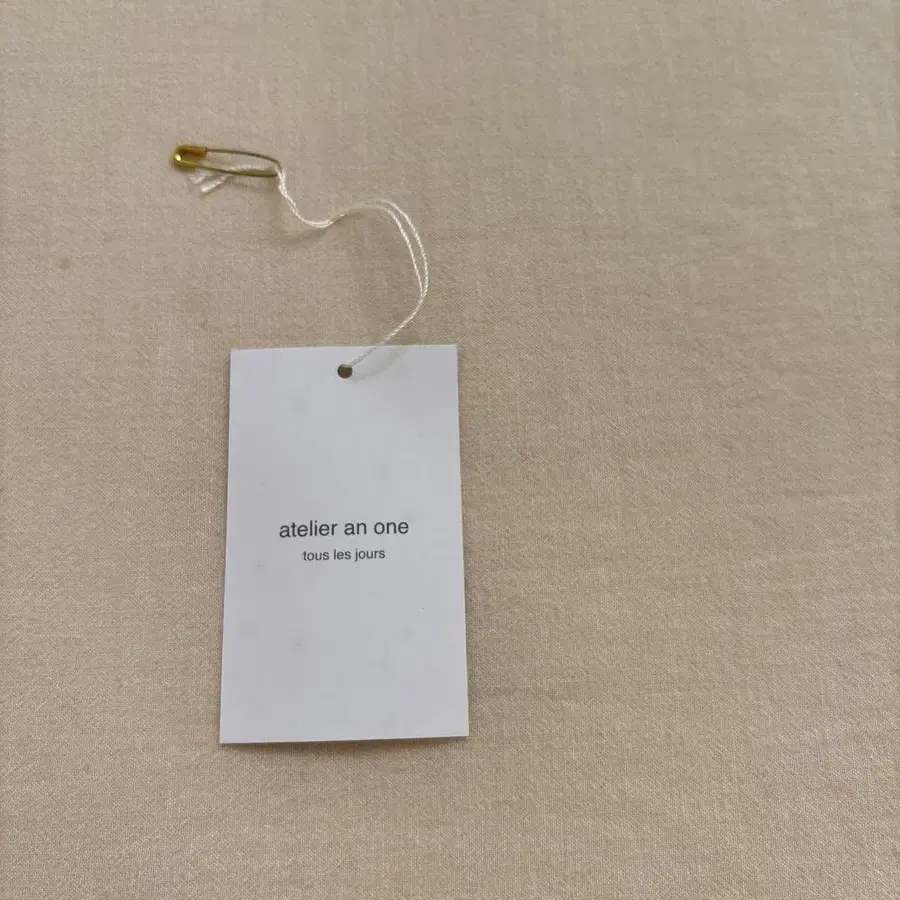 atelier an one
tous les jours